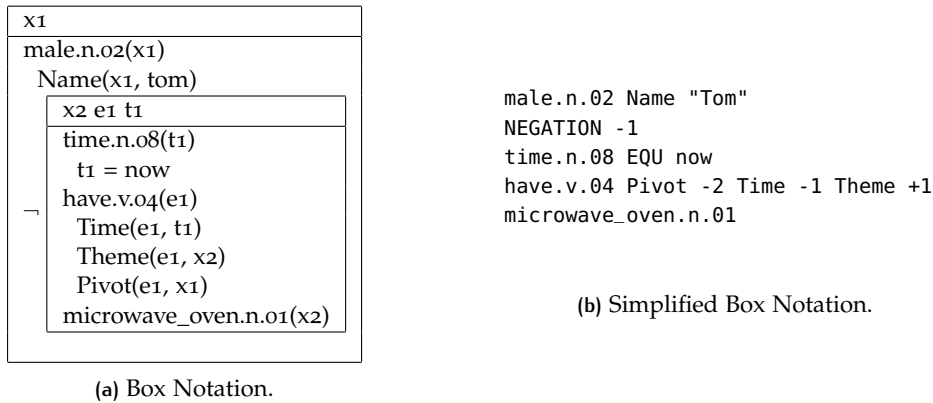 x1
male.n.02(x1)
Name(x1, tom)
x2 e1 t1
time.n.08(t1)
t1 = now
have.v.04(e1)
¬
Time(e1, t1)
Theme(e1, x2)
Pivot(e1, x1)
microwave_oven.n.01(x2)
(a) Box Notation.
male.n.02 Name "Tom"
NEGATION -1
time.n.08 EQU now
have.v.04 Pivot -2 Time -1 Theme +1
microwave_oven.n.01
(b) Simplified Box Notation.